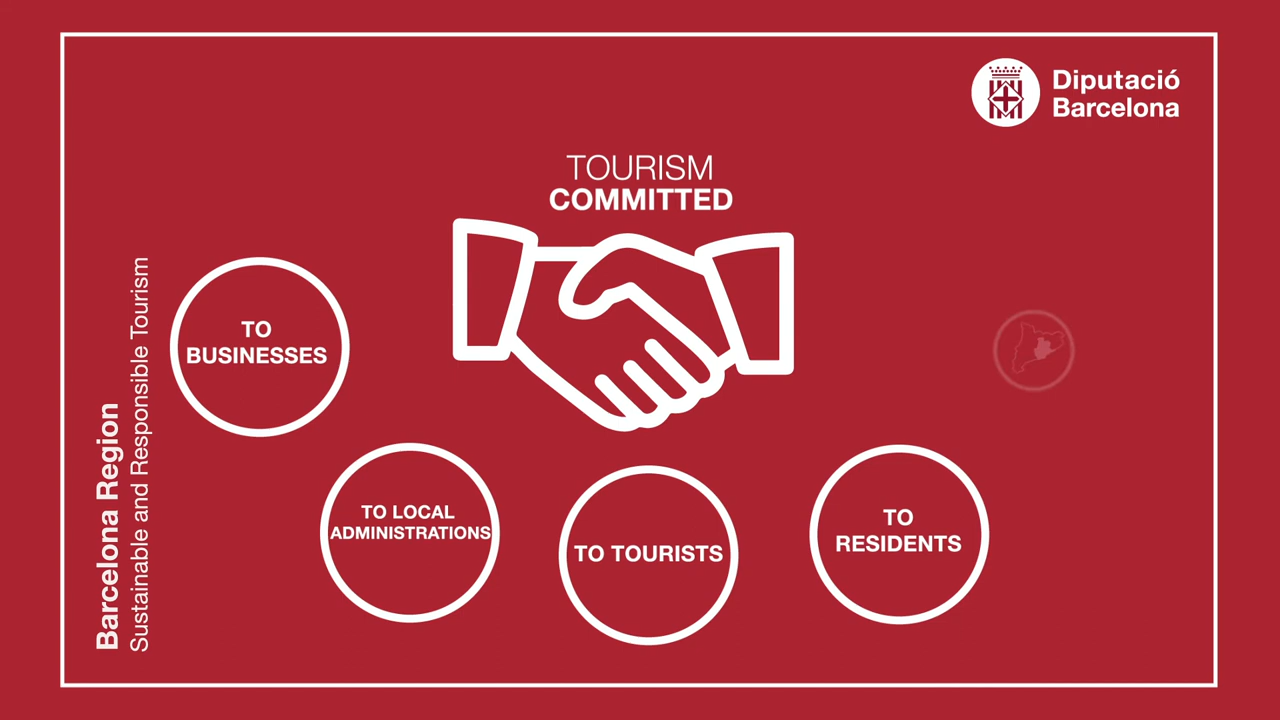 Diputació
Barcelona
TOURISM
COMMITTED
TO
BUSINESSES
TO LOCAL
ADMINISTRATIONS
TO TOURISTS
TO
RESIDENTS
Barcelona Region
Sustainable and Responsible Tourism